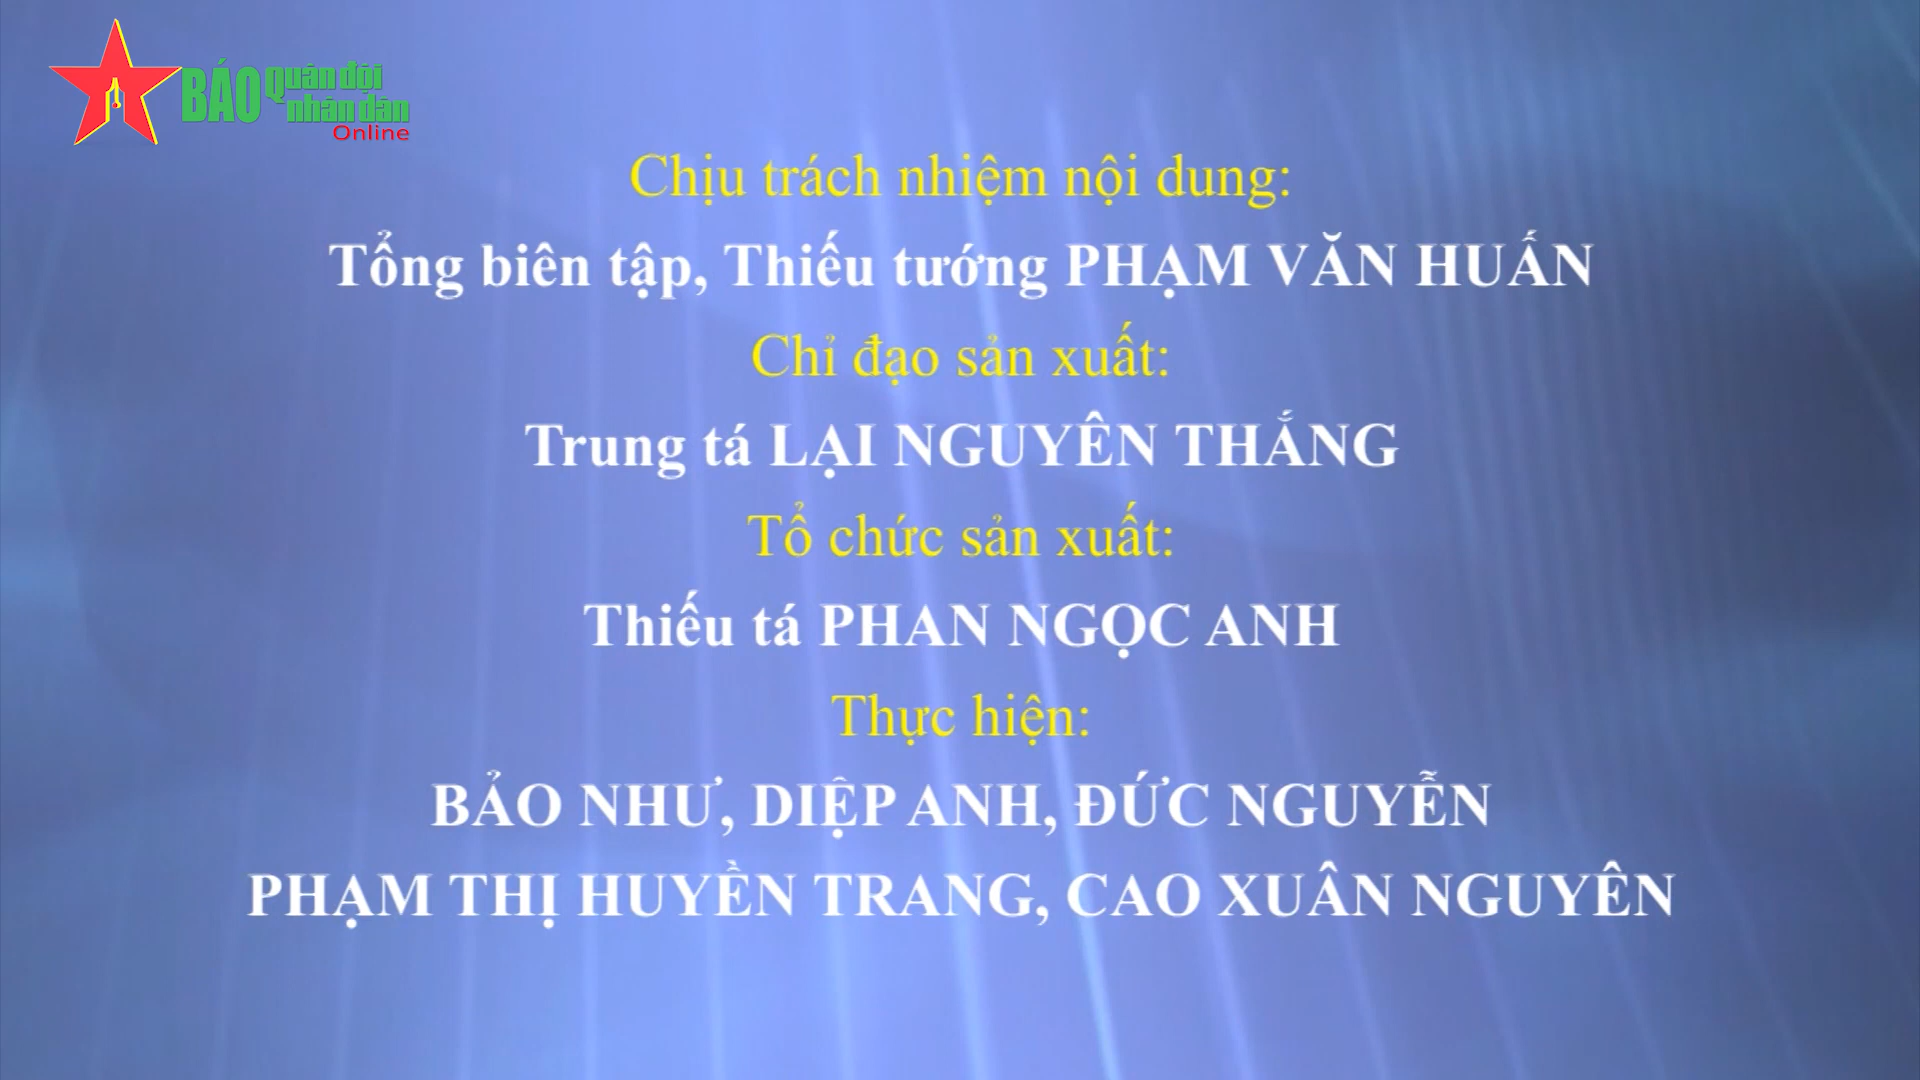 BÁO Quân đội
nhân dân
Online
Chịu trách nhiệm nội dung:
Tổng biên tập, Thiếu tướng PHẠM VĂN HUẤN
Chỉ đạo sản xuất:
Trung tá LẠI NGUYÊN THẮNG
Tổ chức sản xuất:
Thiếu tá PHAN NGỌC ANH
Thực hiện:
BẢO NHƯ, DIỆP ANH, ĐỨC NGUYỄN
PHẠM THỊ HUYỀN TRANG, CAO XUÂN NGUYÊN